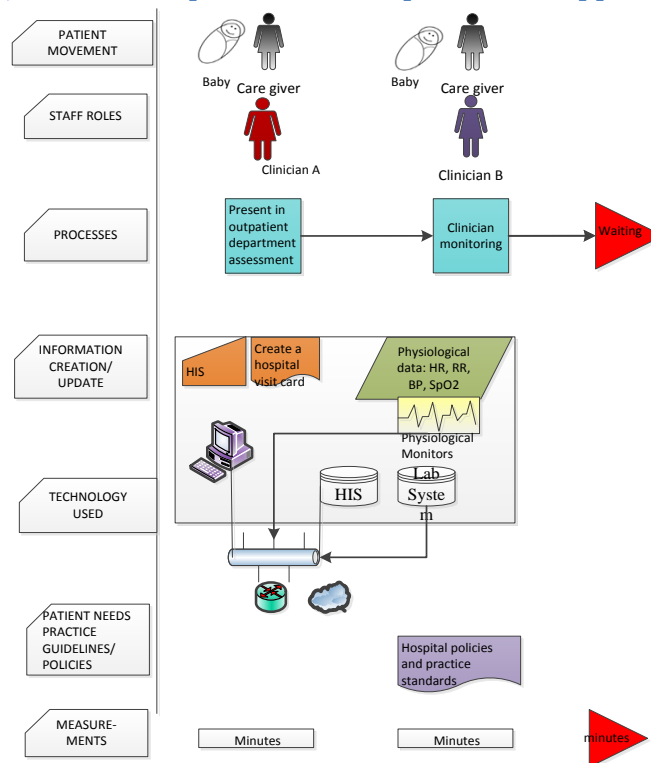 PATIENT
MOVEMENT
Baby
Care giver
Baby
Care giver
STAFF ROLES
Clinician A
Clinician B
PROCESSES
Present in
outpatient
department
assessment
Clinician
monitoring
Waiting
INFORMATION
CREATION/
UPDATE
HIS
Create a
hospital
visit card
Physiological
data: HR, RR,
BP, SpO2
Physiological
Monitors
TECHNOLOGY
USED
HIS
Lab
Syste
m
PATIENT NEEDS
PRACTICE
GUIDELINES/
POLICIES
Hospital policies
and practice
standards
MEASURE-
MENTS
Minutes
Minutes
minutes